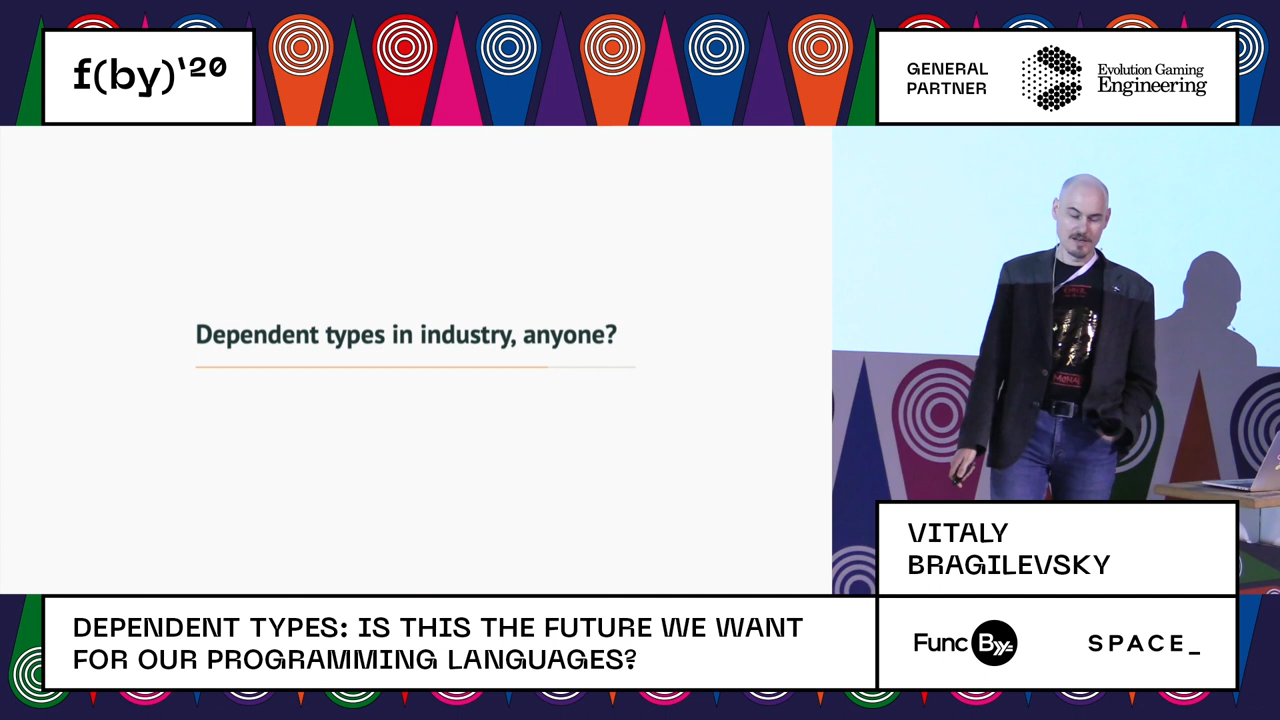 f(by)'20
GENERAL
PARTNER
Evolution Gaming
Engineering
Dependent types in industry, anyone?
VITALY
BRAGILEVSKY
DEPENDENT TYPES: IS THIS THE FUTURE WE WANT
FOR OUR PROGRAMMING LANGUAGES?
Func By
SPACE_